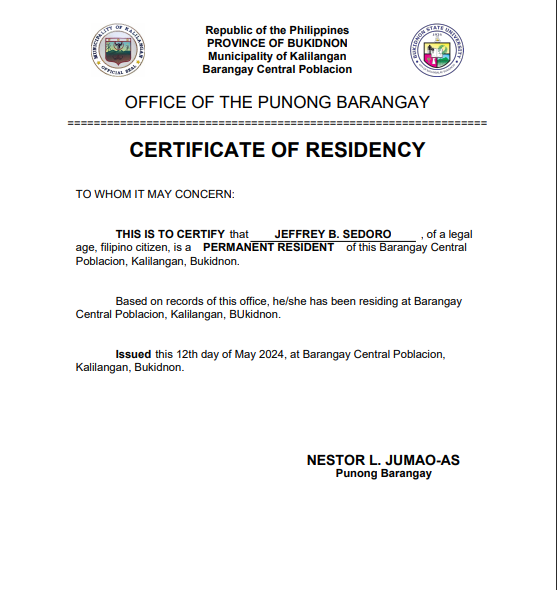 MUNICIPALITY OF KALILANGAN
OFFICIAL SEAL
Republic of the Philippines
PROVINCE OF BUKIDNON
Municipality of Kalilangan
Barangay Central Poblacion
BUKIDNON STATE UNIVERSITY
OFFICE OF THE PUNONG BARANGAY
================================================================
CERTIFICATE OF RESIDENCY
TO WHOM IT MAY CONCERN:
THIS IS TO CERTIFY that JEFFREY B. SEDORO , of a legal
age, filipino citizen, is a PERMANENT RESIDENT of this Barangay Central
Poblacion, Kalilangan, Bukidnon.
Based on records of this office, he/she has been residing at Barangay
Central Poblacion, Kalilangan, BUkidnon.
Issued this 12th day of May 2024, at Barangay Central Poblacion,
Kalilangan, Bukidnon.
NESTOR L. JUMAO-AS
Punong Barangay